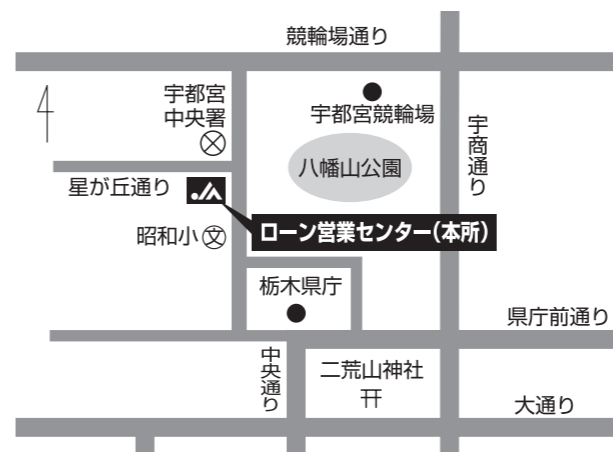 競輪場通り
宇都宮
中央署
宇都宮競輪場
宇商通り
八幡山公園
星が丘通り
JA
ローン営業センター(本所)
昭和小
文
栃木県庁
県庁前通り
中央通り
二荒山神社
大通り